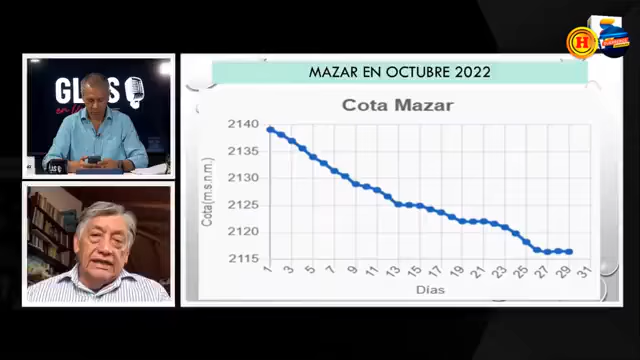 H
GL S
MAZAR EN OCTUBRE 2022
Cota Mazar
Cota(m.s.n.m.)
2140
2135
2130
2125
2120
2115
1 3 5 7 9 11 13 15 17 19 21 23 25 27 29 31
Días